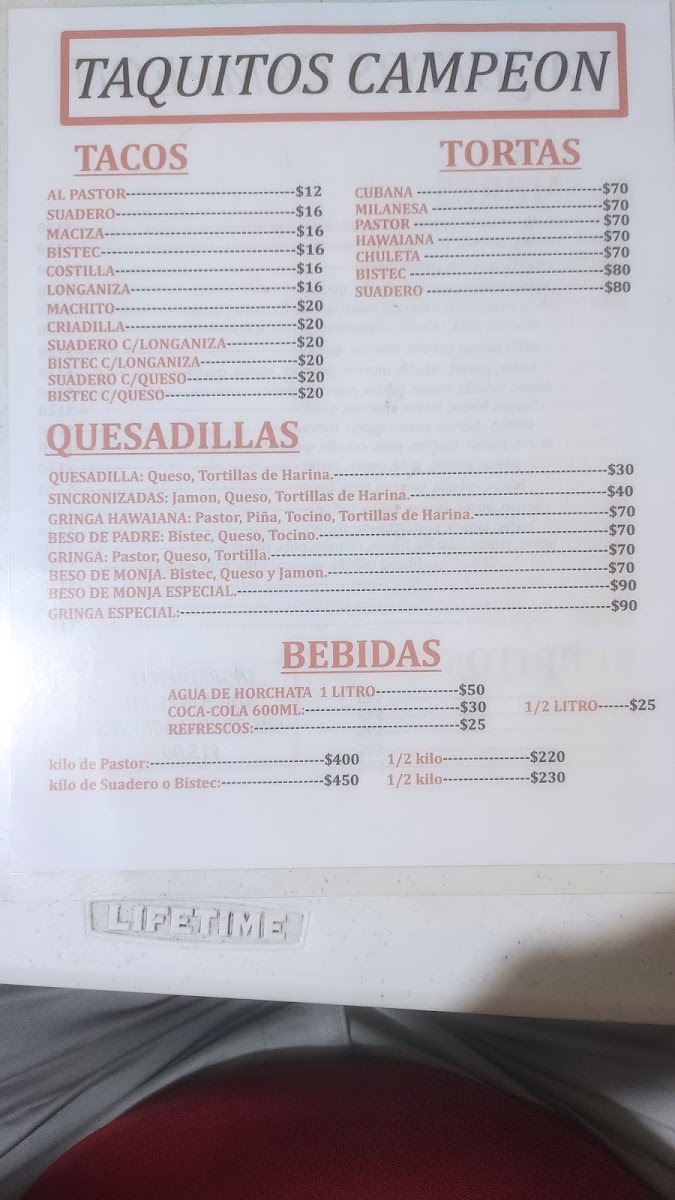 TAQUITOS CAMPEON
TACOS
AL PASTOR---------------------------------$12
SUADERO-----------------------------------$16
MACIZA------------------------------------$16
BISTEC------------------------------------$16
COSTILLA----------------------------------$16
LONGANIZA---------------------------------$16
MACHITO-----------------------------------$20
CRIADILLA---------------------------------$20
SUADERO C/LONGANIZA-------------------$20
BISTEC C/LONGANIZA------------------------$20
SUADERO C/QUESO---------------------------$20
BISTEC C/QUESO----------------------------$20
TORTAS
CUBANA -----------------------------------$70
MILANESA ---------------------------------$70
PASTOR ----------------------------------- $70
HAWAIANA ---------------------------------$70
CHULETA ----------------------------------$70
BISTEC -----------------------------------$80
SUADERO ----------------------------------$80
QUESADILLAS
QUESADILLA: Queso, Tortillas de Harina.---------------------------------$30
SINCRONIZADAS: Jamon, Queso, Tortillas de Harina.-----------------------$40
GRINGA HAWAIANA: Pastor, Piña, Tocino, Tortillas de Harina.-------------$70
BESO DE PADRE: Bistec, Queso, Tocino.-----------------------------------$70
GRINGA: Pastor, Queso, Tortilla.----------------------------------------$70
BESO DE MONJA. Bistec, Queso y Jamon.-----------------------------------$70
BESO DE MONJA ESPECIAL.-------------------------------------------------$90
GRINGA ESPECIAL:--------------------------------------------------------$90
BEBIDAS
AGUA DE HORCHATA 1 LITRO----------------$50
COCA-COLA 600ML:------------------------------$30 1/2 LITRO------$25
REFRESCOS:----------------------------------------$25
kilo de Pastor:-----------------------------------$400 1/2 kilo-----------------$220
kilo de Suadero o Bistec:--------------------$450 1/2 kilo-----------------$230
LIFETIME